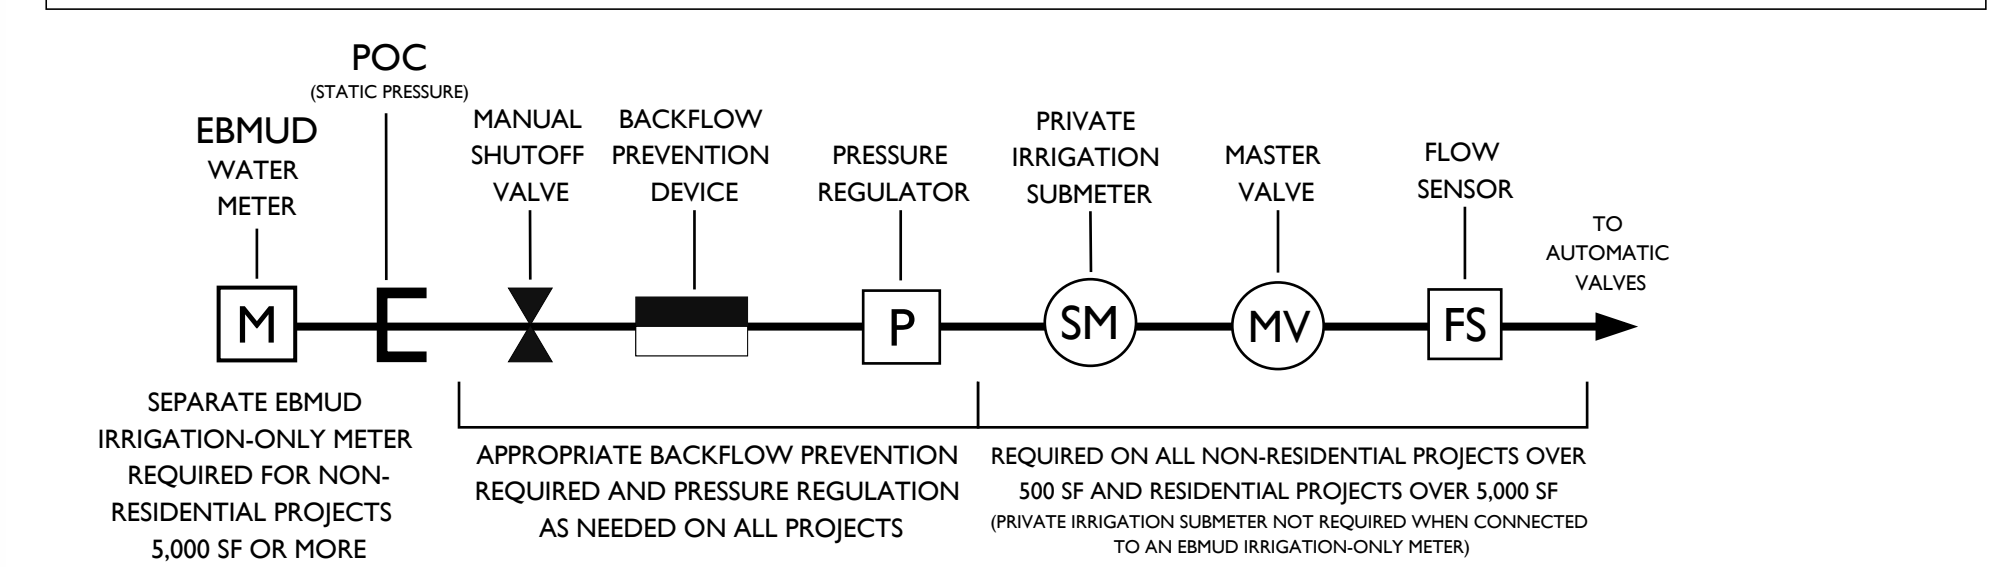 POC
(STATIC PRESSURE)
EBMUD
WATER
METER
MANUAL
SHUTOFF
VALVE
BACKFLOW
PREVENTION
DEVICE
PRESSURE
REGULATOR
PRIVATE
IRRIGATION
SUBMETER
MASTER
VALVE
FLOW
SENSOR
TO
AUTOMATIC
VALVES
M
P
SM
MV
FS
SEPARATE EBMUD
IRRIGATION-ONLY METER
REQUIRED FOR NON-
RESIDENTIAL PROJECTS
5,000 SF OR MORE
APPROPRIATE BACKFLOW PREVENTION
REQUIRED AND PRESSURE REGULATION
AS NEEDED ON ALL PROJECTS
REQUIRED ON ALL NON-RESIDENTIAL PROJECTS OVER
500 SF AND RESIDENTIAL PROJECTS OVER 5,000 SF
(PRIVATE IRRIGATION SUBMETER NOT REQUIRED WHEN CONNECTED
TO AN EBMUD IRRIGATION-ONLY METER)